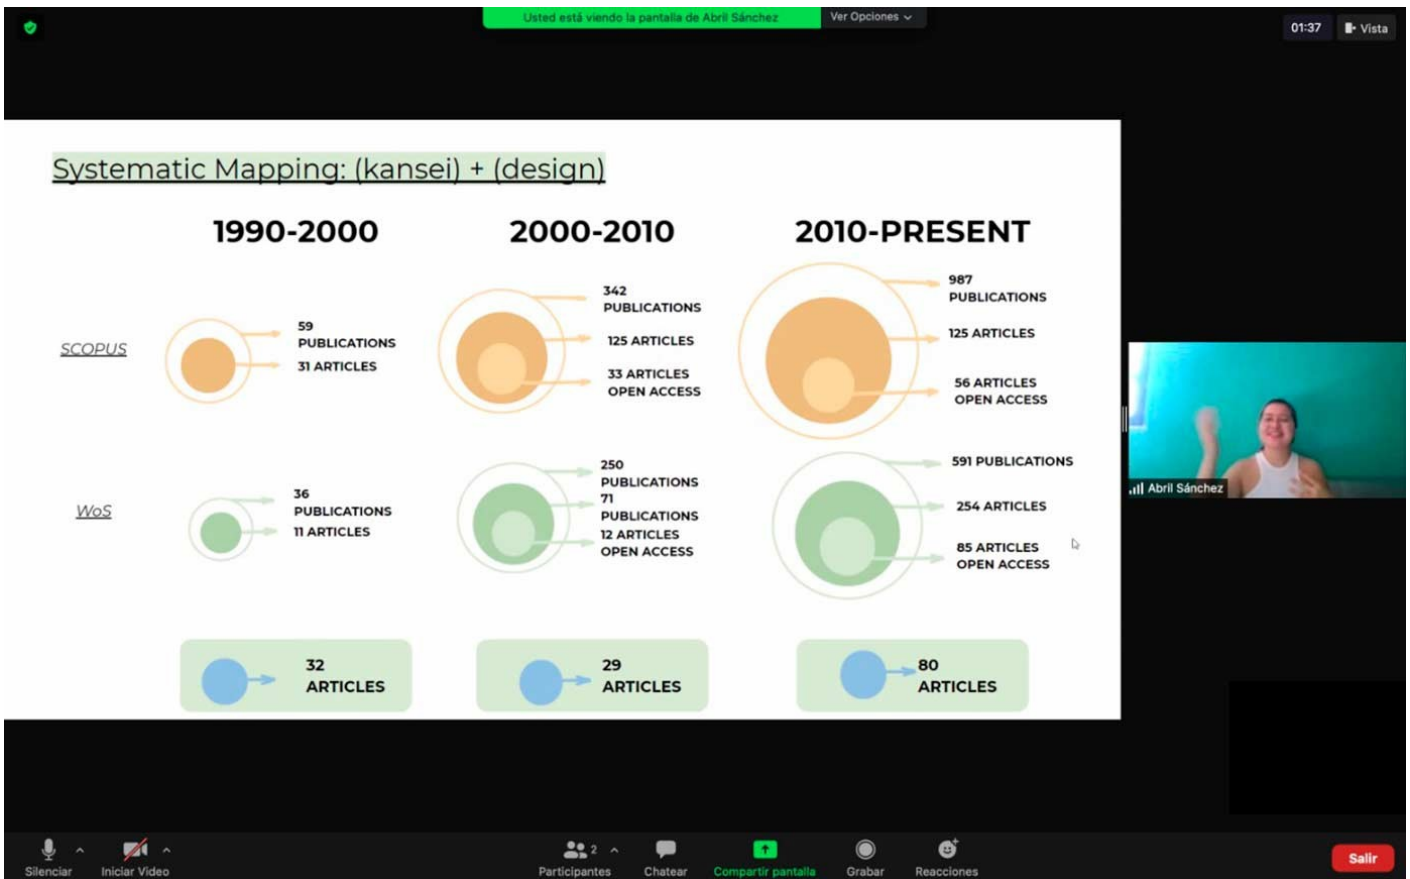 Usted está viendo la pantalla de Abril Sánchez
Ver Opciones
01:37
Vista
Systematic Mapping: (kansei) + (design)
1990-2000
2000-2010
2010-PRESENT
SCOPUS
59
PUBLICATIONS
31 ARTICLES
342
PUBLICATIONS
125 ARTICLES
33 ARTICLES
OPEN ACCESS
987
PUBLICATIONS
125 ARTICLES
56 ARTICLES
OPEN ACCESS
WoS
36
PUBLICATIONS
11 ARTICLES
250
PUBLICATIONS
71
PUBLICATIONS
12 ARTICLES
OPEN ACCESS
591 PUBLICATIONS
254 ARTICLES
85 ARTICLES
OPEN ACCESS
Abril Sánchez
32
ARTICLES
29
ARTICLES
80
ARTICLES
Silenciar
Iniciar Video
2
Participantes
Chatear
Compartir pantalla
Grabar
Reacciones
Salir